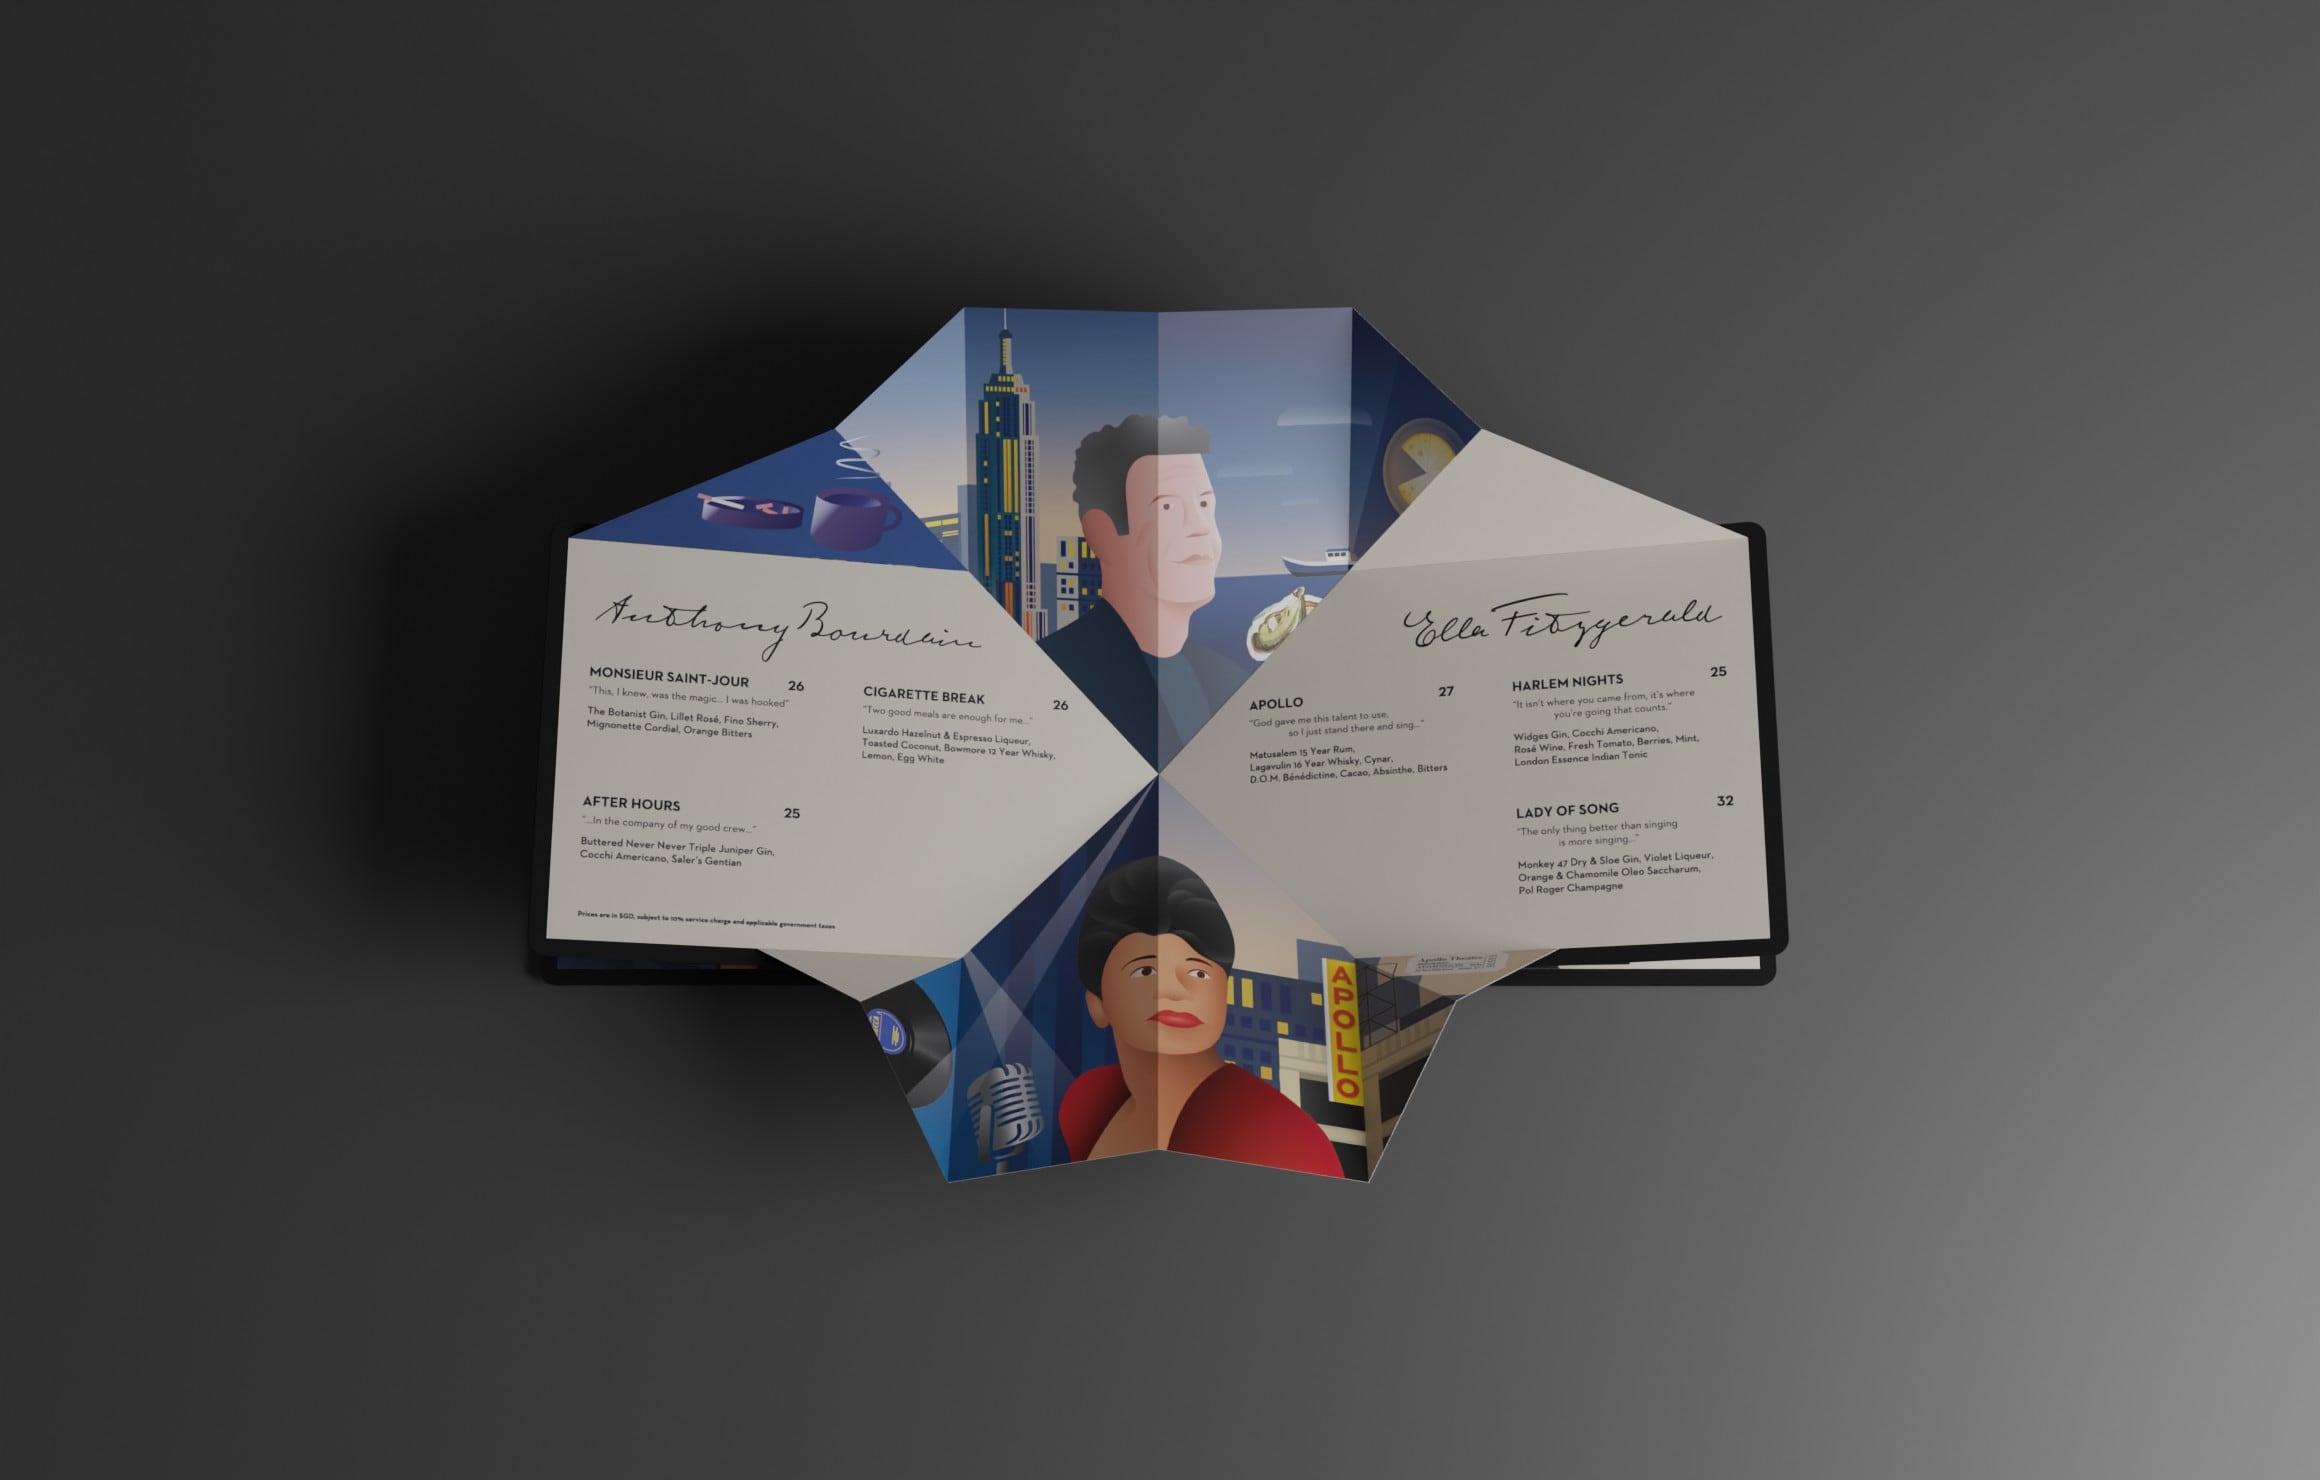 Anthony Bourdain
MONSIEUR SAINT-JOUR 26
"This, I knew, was the magic... I was hooked"
The Botanist Gin, Lillet Rosé, Fino Sherry,
Mignonette Cordial, Orange Bitters
AFTER HOURS 25
"...In the company of my good crew..."
Buttered Never Never Triple Juniper Gin,
Cocchi Americano, Saler's Gentian
Prices are in SGD, subject to 10% service charge and applicable government taxes
CIGARETTE BREAK 26
"Two good meals are enough for me..."
Luxardo Hazelnut & Espresso Liqueur,
Toasted Coconut, Bowmore 12 Year Whisky,
Lemon, Egg White
Ella Fitzgerald
APOLLO 27
"God gave me this talent to use,
so I just stand there and sing..."
Matusalem 15 Year Rum,
Lagavulin 16 Year Whisky, Cynar,
D.O.M. Bénédictine, Cacao, Absinthe, Bitters
HARLEM NIGHTS 25
"It isn't where you came from, it's where
you're going that counts."
Widges Gin, Cocchi Americano,
Rosé Wine, Fresh Tomato, Berries, Mint,
London Essence Indian Tonic
LADY OF SONG 32
"The only thing better than singing
is more singing..."
Monkey 47 Dry & Sloe Gin, Violet Liqueur,
Orange & Chamomile Oleo Saccharum,
Pol Roger Champagne
APOLLO
Apollo Theatre